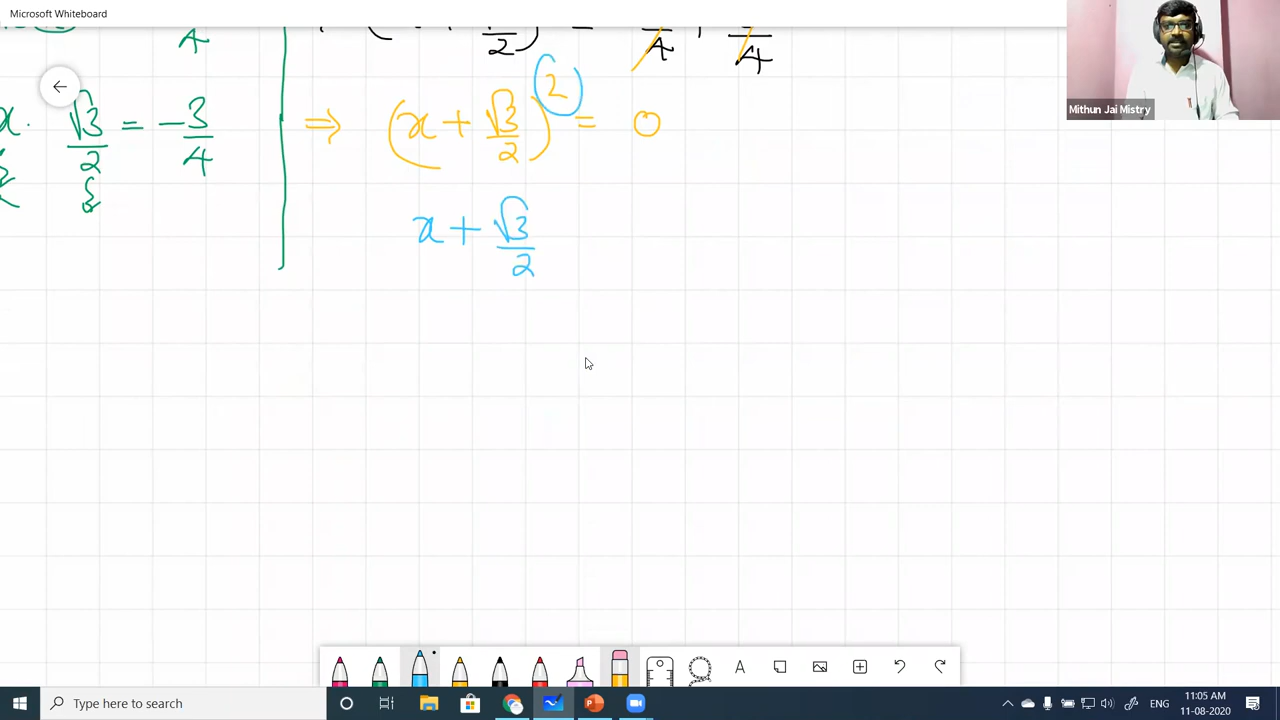 Microsoft Whiteboard
Mithun Jai Mistry
x. √3/2 = -3/4
⇒ (x + √3/2)² = 0
x + √3/2
A
Type here to search
ENG
11:05 AM
11-08-2020